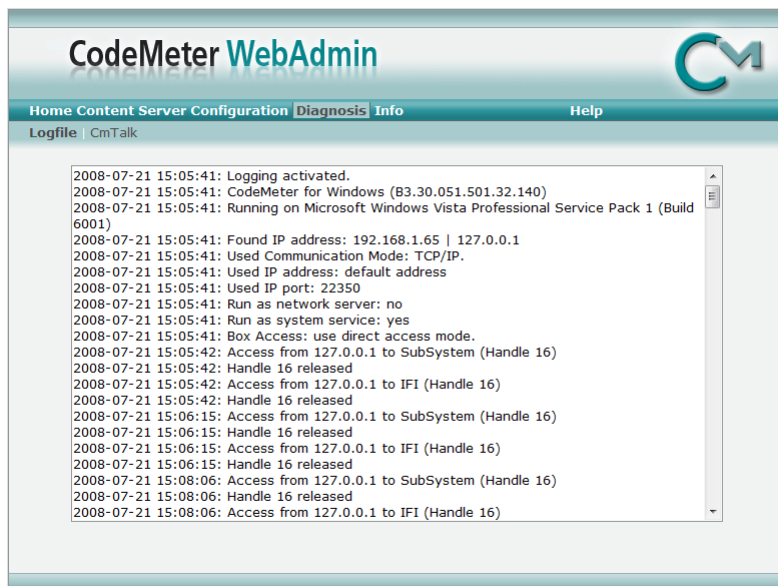 CodeMeter WebAdmin
CM
Home Content Server Configuration Diagnosis Info Help
Logfile | CmTalk
2008-07-21 15:05:41: Logging activated.
2008-07-21 15:05:41: CodeMeter for Windows (B3.30.051.501.32.140)
2008-07-21 15:05:41: Running on Microsoft Windows Vista Professional Service Pack 1 (Build
6001)
2008-07-21 15:05:41: Found IP address: 192.168.1.65 | 127.0.0.1
2008-07-21 15:05:41: Used Communication Mode: TCP/IP.
2008-07-21 15:05:41: Used IP address: default address
2008-07-21 15:05:41: Used IP port: 22350
2008-07-21 15:05:41: Run as network server: no
2008-07-21 15:05:41: Run as system service: yes
2008-07-21 15:05:41: Box Access: use direct access mode.
2008-07-21 15:05:42: Access from 127.0.0.1 to SubSystem (Handle 16)
2008-07-21 15:05:42: Handle 16 released
2008-07-21 15:05:42: Access from 127.0.0.1 to IFI (Handle 16)
2008-07-21 15:05:42: Handle 16 released
2008-07-21 15:06:15: Access from 127.0.0.1 to SubSystem (Handle 16)
2008-07-21 15:06:15: Handle 16 released
2008-07-21 15:06:15: Access from 127.0.0.1 to IFI (Handle 16)
2008-07-21 15:06:15: Handle 16 released
2008-07-21 15:08:06: Access from 127.0.0.1 to SubSystem (Handle 16)
2008-07-21 15:08:06: Handle 16 released
2008-07-21 15:08:06: Access from 127.0.0.1 to IFI (Handle 16)